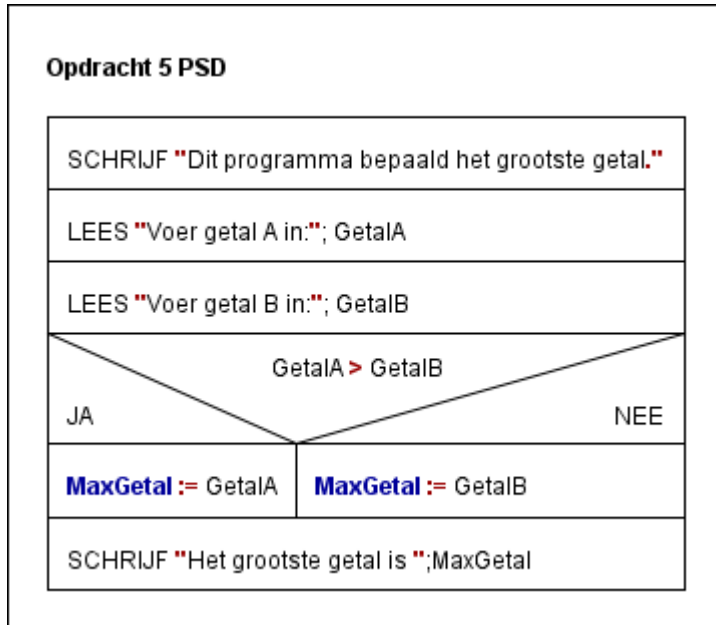 Opdracht 5 PSD
SCHRIJF "Dit programma bepaald het grootste getal."
LEES "Voer getal A in:"; GetalA
LEES "Voer getal B in:"; GetalB
GetalA > GetalB
JA
NEE
MaxGetal := GetalA
MaxGetal := GetalB
SCHRIJF "Het grootste getal is ";MaxGetal